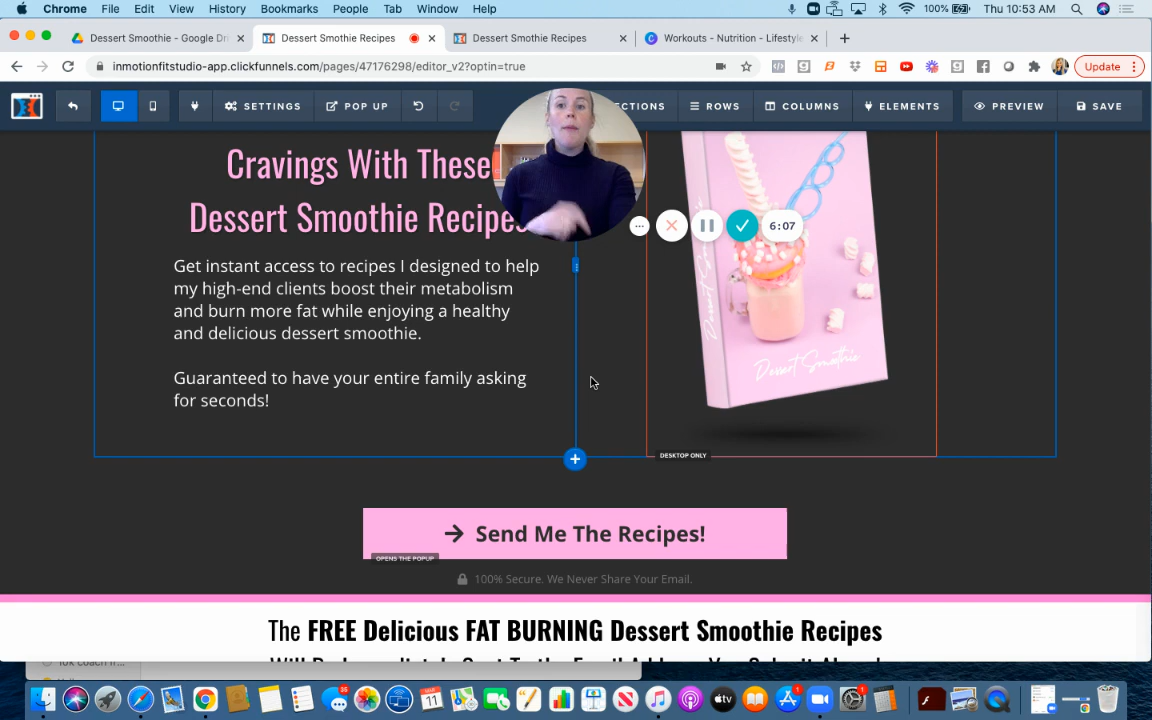 Chrome File Edit View History Bookmarks People Tab Window Help 100% Thu 10:53 AM
Dessert Smoothie - Google Dri
Dessert Smothie Recipes
Dessert Smothie Recipes
Workouts - Nutrition - Lifestyle
inmotionfitstudio-app.clickfunnels.com/pages/47176298/editor_v2?optin=true
Update
SETTINGS POP UP ECTIONS ROWS COLUMNS ELEMENTS PREVIEW SAVE
Cravings With These
Dessert Smoothie Recipes
6:07
Get instant access to recipes I designed to help
my high-end clients boost their metabolism
and burn more fat while enjoying a healthy
and delicious dessert smoothie.
Guaranteed to have your entire family asking
for seconds!
Dessert Smoothie
DESKTOP ONLY
→ Send Me The Recipes!
OPENS THE POPUP
100% Secure. We Never Share Your Email.
The FREE Delicious FAT BURNING Dessert Smoothie Recipes